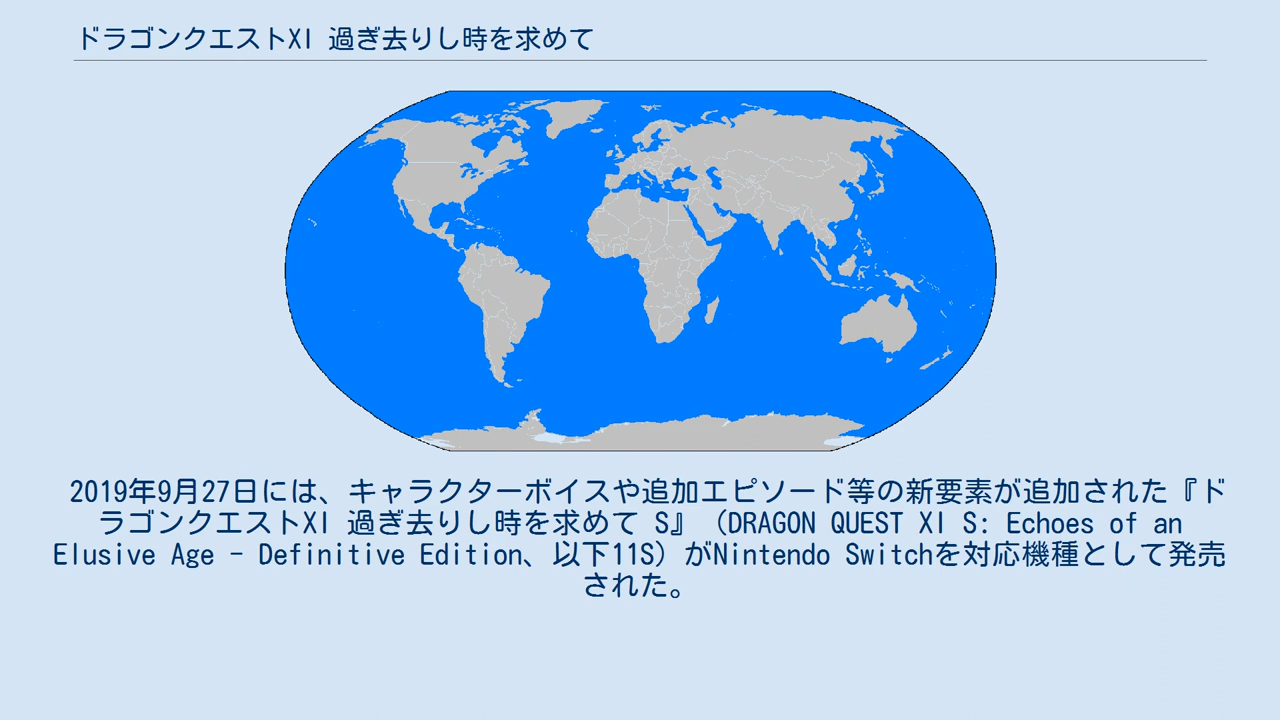 ドラゴンクエストXI 過ぎ去りし時を求めて
2019年9月27日には、キャラクターボイスや追加エピソード等の新要素が追加された『ド
ラゴンクエストXI 過ぎ去りし時を求めて S』（DRAGON QUEST XI S: Echoes of an
Elusive Age - Definitive Edition、以下11S）がNintendo Switchを対応機種として発売
された。